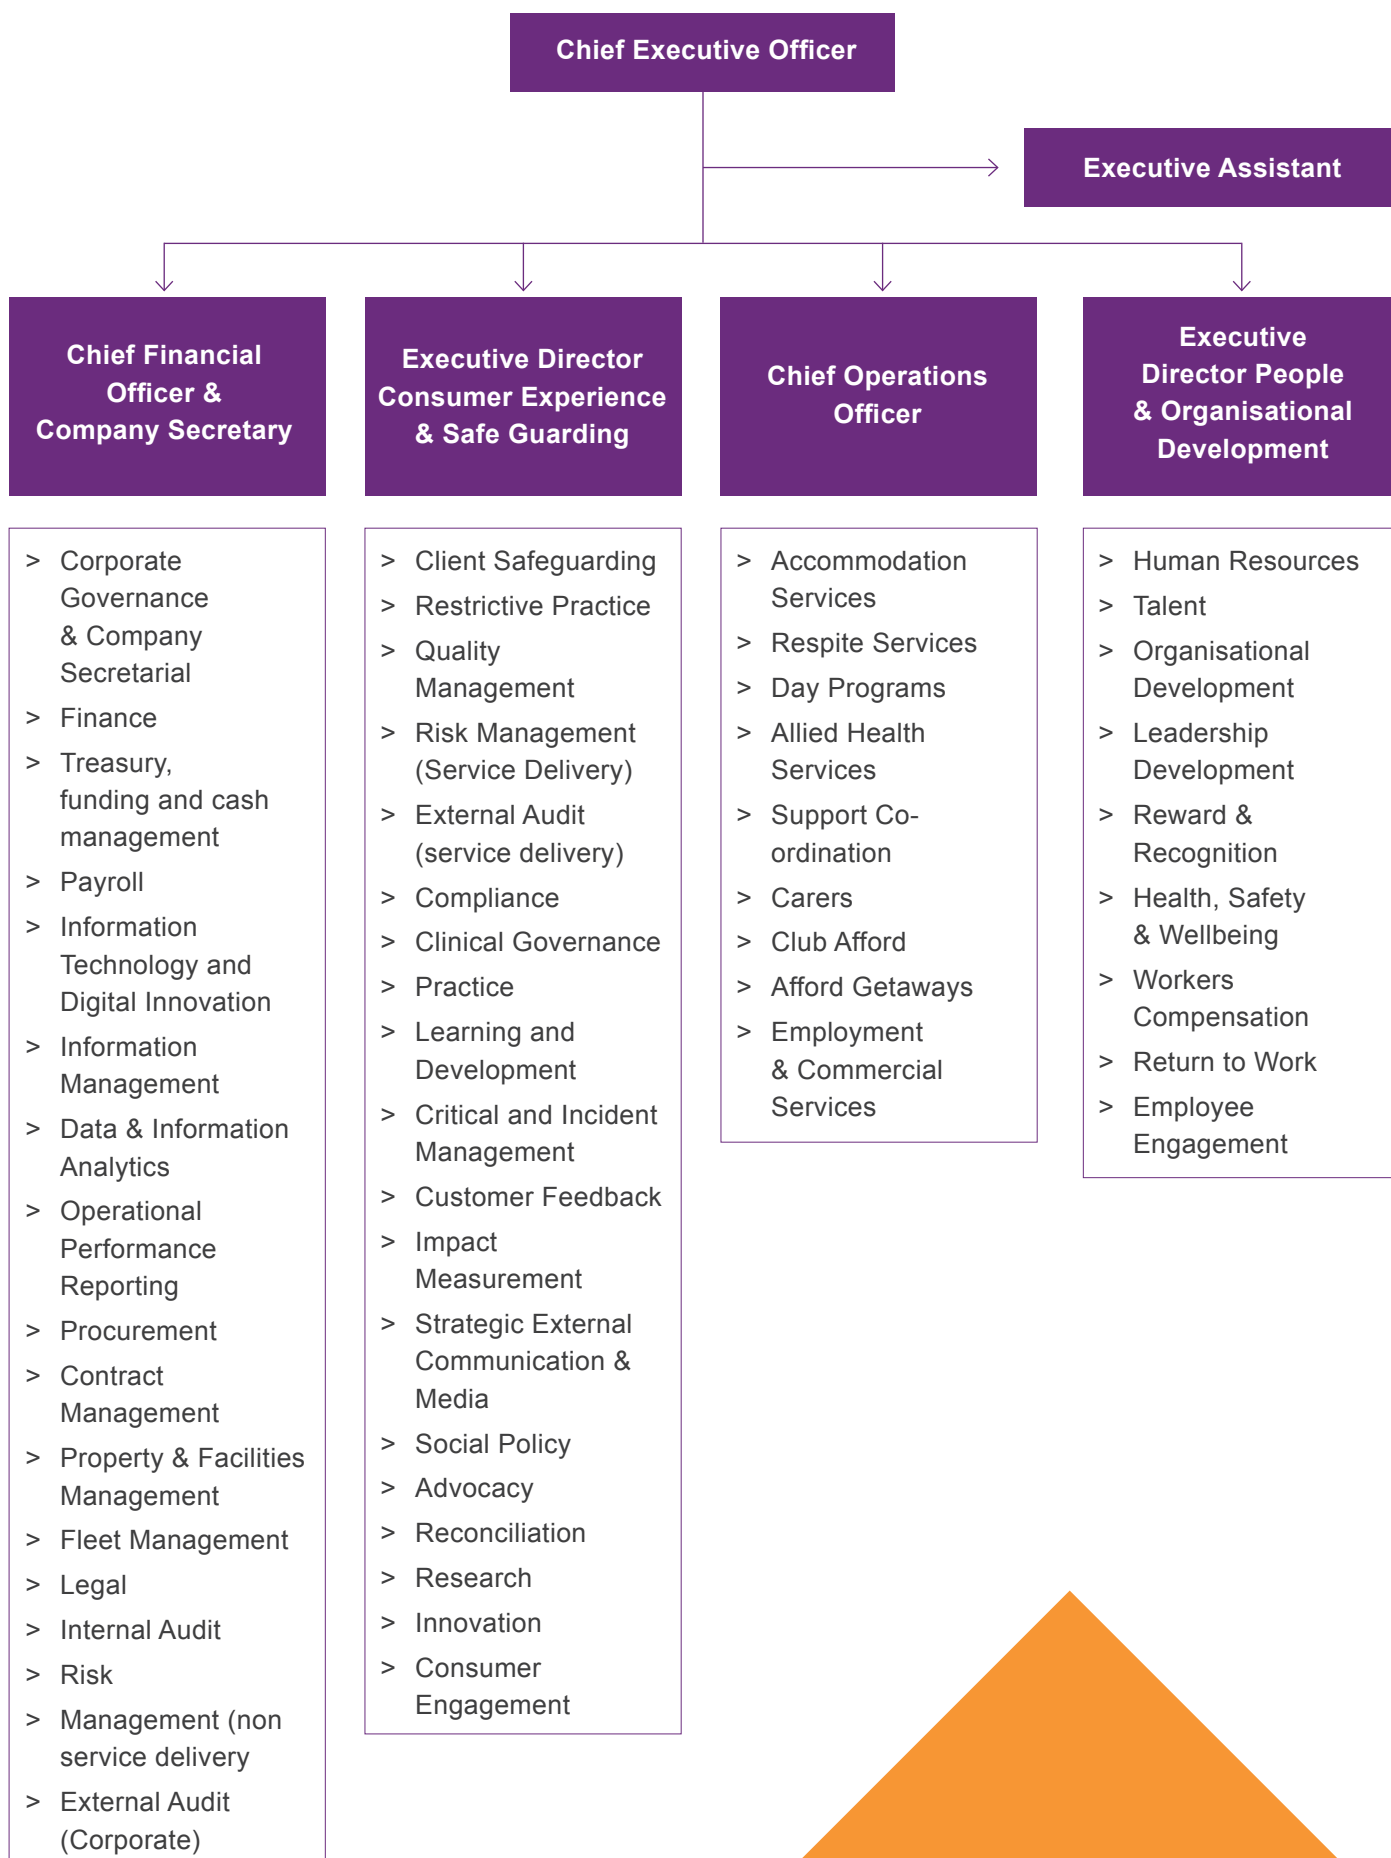 Chief Executive Officer
Executive Assistant
Chief Financial
Officer &
Company Secretary
Executive Director
Consumer Experience
& Safe Guarding
Chief Operations
Officer
Executive
Director People
& Organisational
Development
> Corporate
Governance
& Company
Secretarial
> Finance
> Treasury,
funding and cash
management
> Payroll
> Information
Technology and
Digital Innovation
> Information
Management
> Data & Information
Analytics
> Operational
Performance
Reporting
> Procurement
> Contract
Management
> Property & Facilities
Management
> Fleet Management
> Legal
> Internal Audit
> Risk
> Management (non
service delivery
> External Audit
(Corporate)
> Client Safeguarding
> Restrictive Practice
> Quality
Management
> Risk Management
(Service Delivery)
> External Audit
(service delivery)
> Compliance
> Clinical Governance
> Practice
> Learning and
Development
> Critical and Incident
Management
> Customer Feedback
> Impact
Measurement
> Strategic External
Communication &
Media
> Social Policy
> Advocacy
> Reconciliation
> Research
> Innovation
> Consumer
Engagement
> Accommodation
Services
> Respite Services
> Day Programs
> Allied Health
Services
> Support Co-
ordination
> Carers
> Club Afford
> Afford Getaways
> Employment
& Commercial
Services
> Human Resources
> Talent
> Organisational
Development
> Leadership
Development
> Reward &
Recognition
> Health, Safety
& Wellbeing
> Workers
Compensation
> Return to Work
> Employee
Engagement